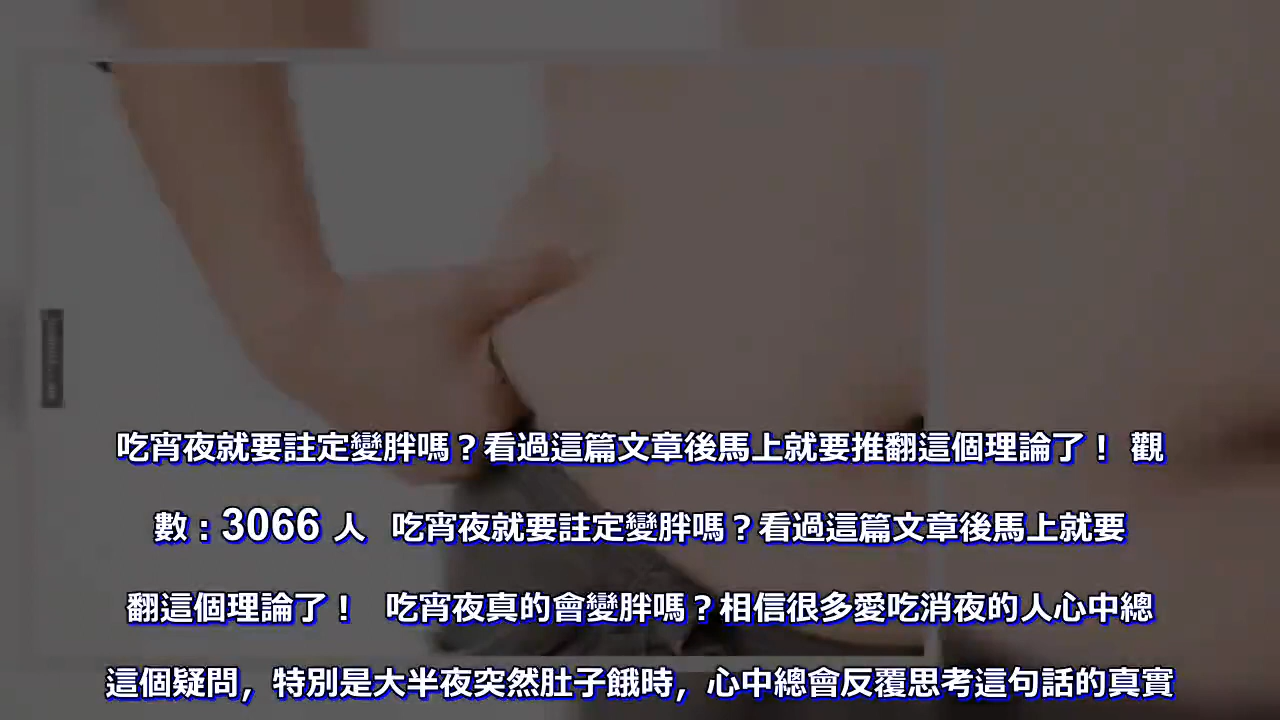 吃宵夜就要註定變胖嗎？看過這篇文章後馬上就要推翻這個理論了！ 觀
數：3066 人 吃宵夜就要註定變胖嗎？看過這篇文章後馬上就要
翻這個理論了！ 吃宵夜真的會變胖嗎？相信很多愛吃消夜的人心中總
這個疑問，特別是大半夜突然肚子餓時，心中總會反覆思考這句話的真實